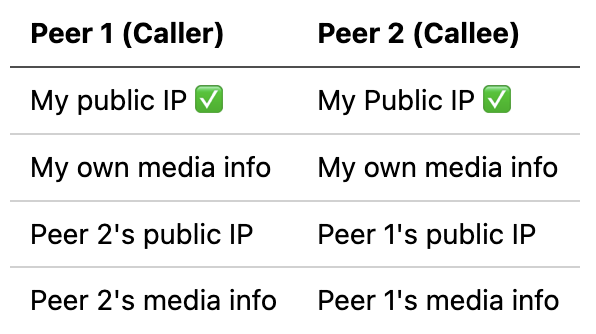 Peer 1 (Caller) Peer 2 (Callee)
My public IP ✅ My Public IP ✅
My own media info My own media info
Peer 2's public IP Peer 1's public IP
Peer 2's media info Peer 1's media info